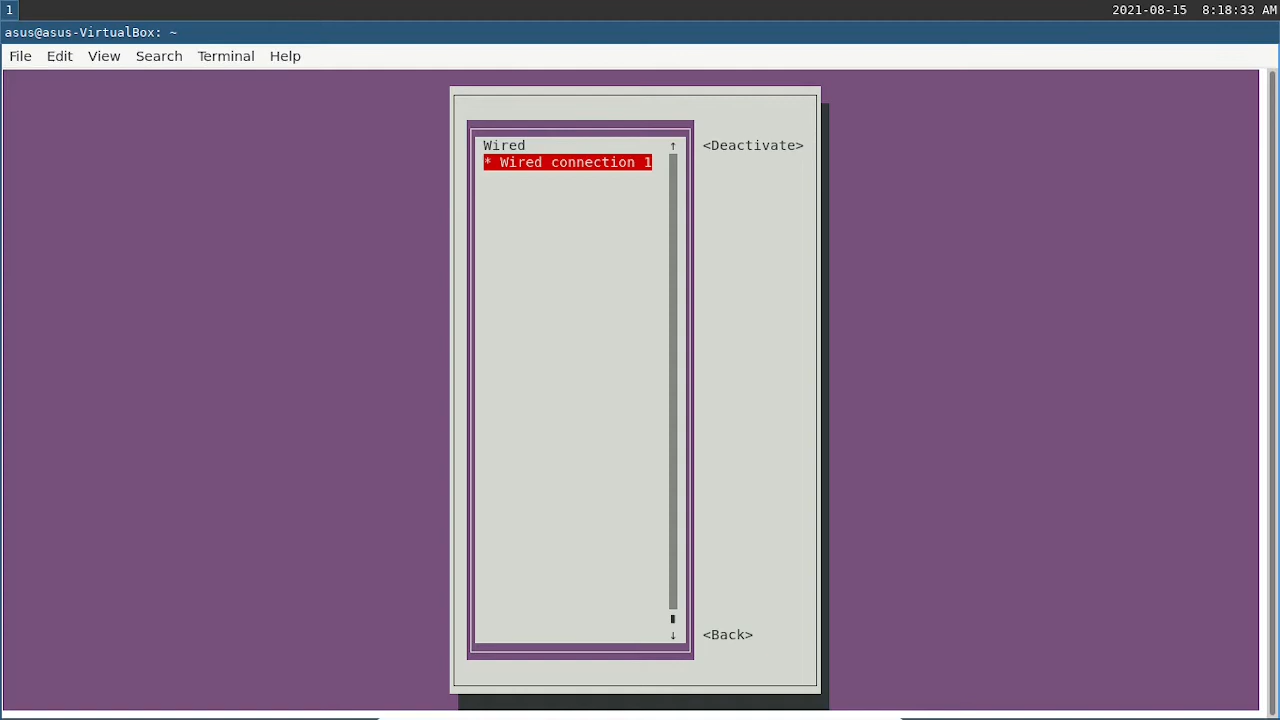 1 2021-08-15 8:18:33 AM
asus@asus-VirtualBox: ~
File Edit View Search Terminal Help
Wired ↑ <Deactivate>
* Wired connection 1
↓ <Back>